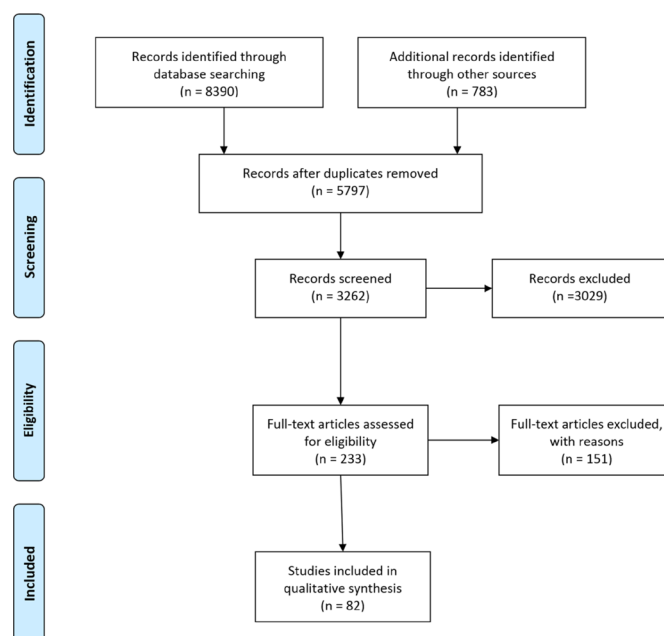 Identification
Records identified through
database searching
(n = 8390)
Additional records identified
through other sources
(n = 783)
Records after duplicates removed
(n = 5797)
Screening
Records screened
(n = 3262)
Records excluded
(n =3029)
Eligibility
Full-text articles assessed
for eligibility
(n = 233)
Full-text articles excluded,
with reasons
(n = 151)
Included
Studies included in
qualitative synthesis
(n = 82)